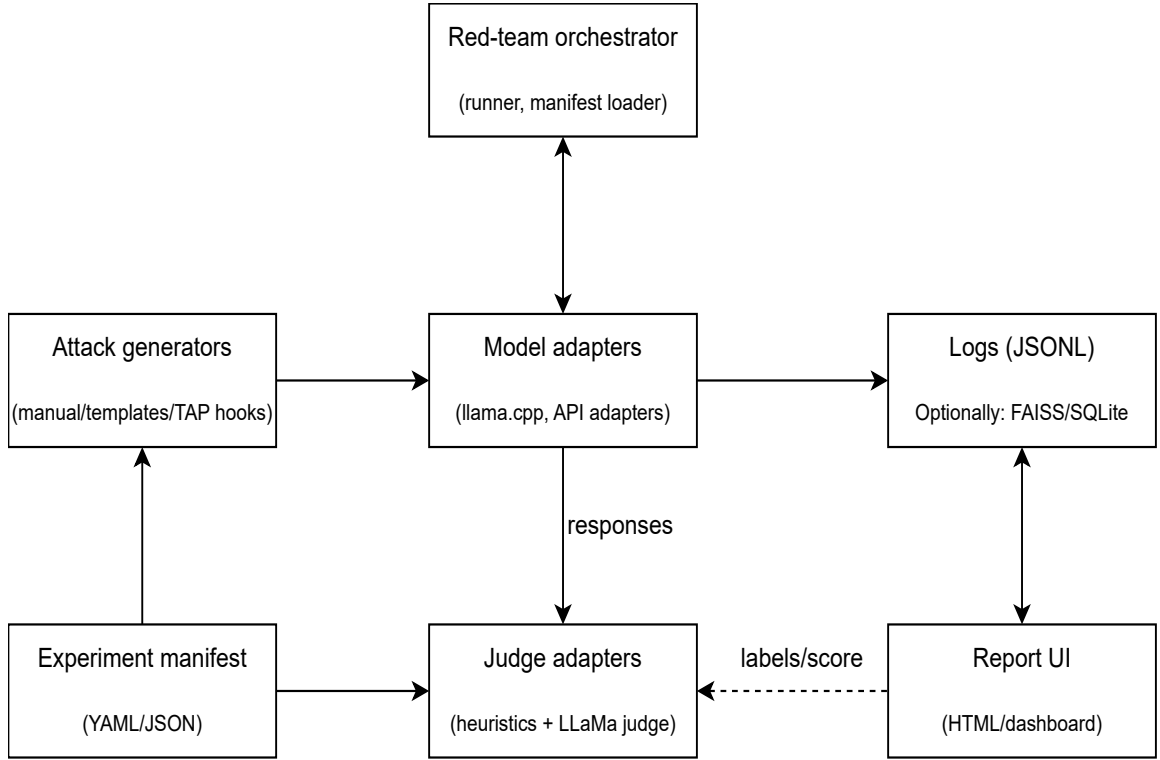 Red-team orchestrator
(runner, manifest loader)
Attack generators
(manual/templates/TAP hooks)
Model adapters
(llama.cpp, API adapters)
Logs (JSONL)
Optionally: FAISS/SQLite
responses
Experiment manifest
(YAML/JSON)
Judge adapters
(heuristics + LLaMa judge)
labels/score
Report UI
(HTML/dashboard)